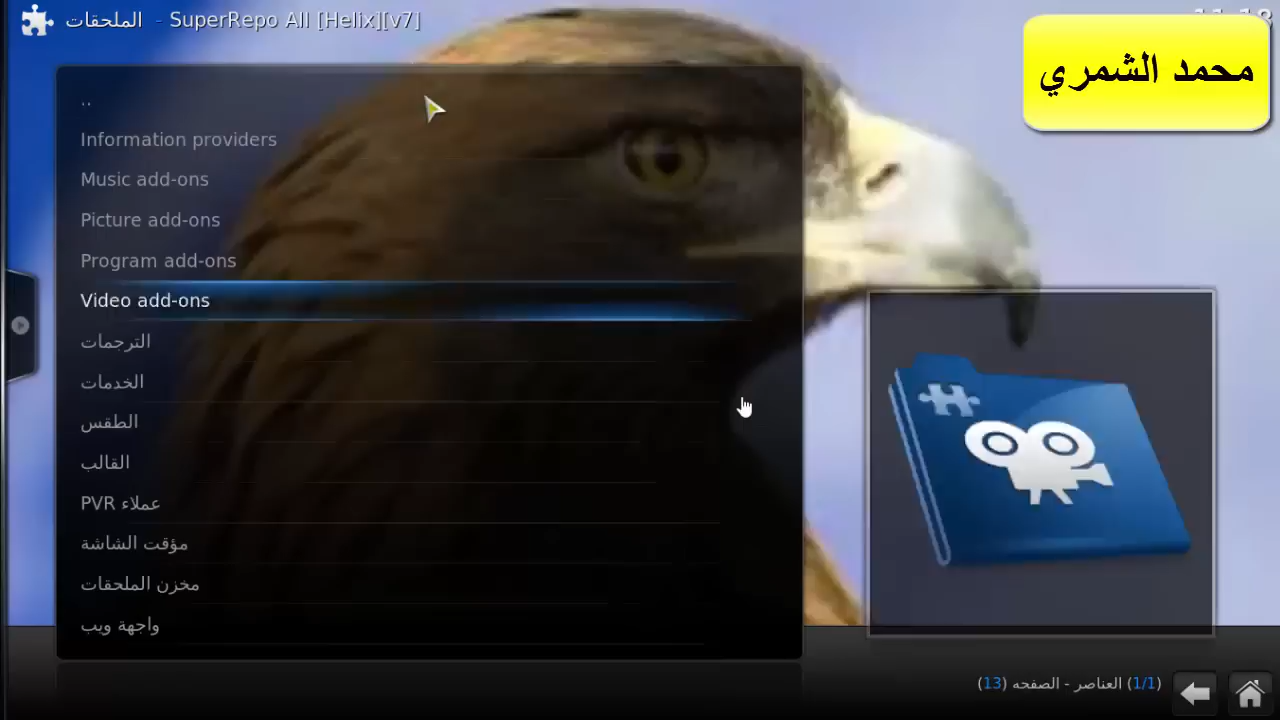 الملحقات - SuperRepo All [Helix][v7]
محمد الشمري
..
Information providers
Music add-ons
Picture add-ons
Program add-ons
Video add-ons
الترجمات
الخدمات
الطقس
القالب
عملاء PVR
مؤقت الشاشة
مخزن الملحقات
واجهة ويب
(1/1) العناصر - الصفحه (13)